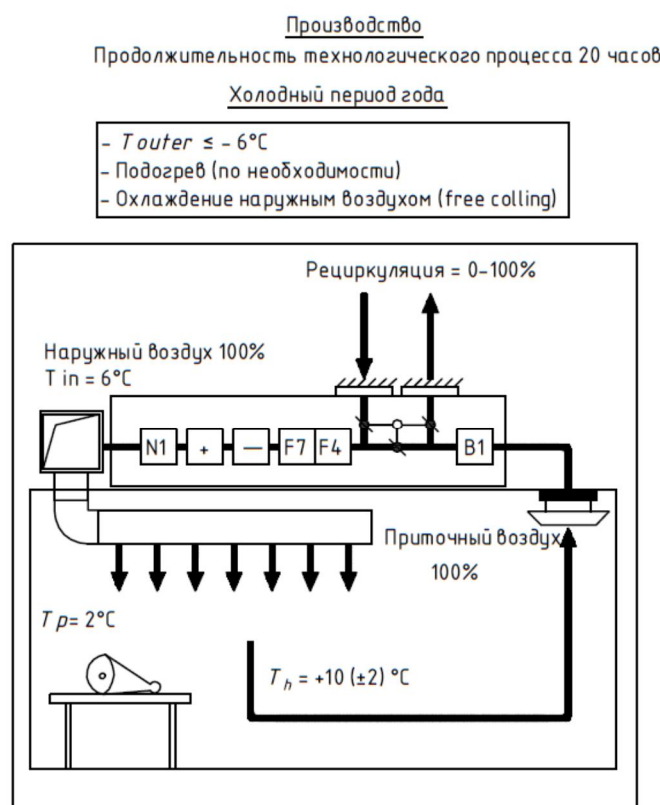 Производство
Продолжительность технологического процесса 20 часов
Холодный период года
- T outer ≤ - 6°C
- Подогрев (по необходимости)
- Охлаждение наружным воздухом (free colling)
Рециркуляция = 0-100%
Наружный воздух 100%
T in = 6°C
N1 + — F7 F4 B1
Приточный воздух
100%
T p= 2°C
T h = +10 (±2) °C